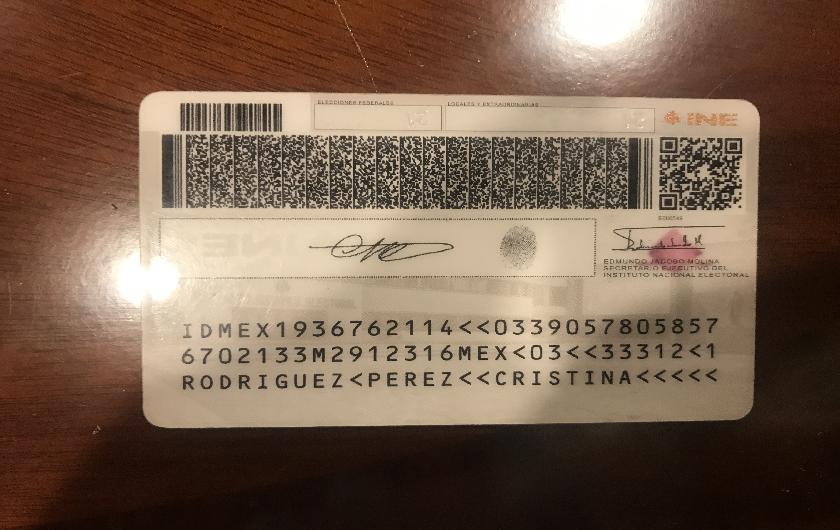 ELECCIONES FEDERALES
LOCALES Y EXTRAORDINARIAS
INE
EDMUNDO JACOBO MOLINA
SECRETARIO EJECUTIVO DEL
INSTITUTO NACIONAL ELECTORAL
IDMEX1936762114<<0339057805857
6702133M2912316MEX<03<<33312<1
RODRIGUEZ<PEREZ<<CRISTINA<<<<<